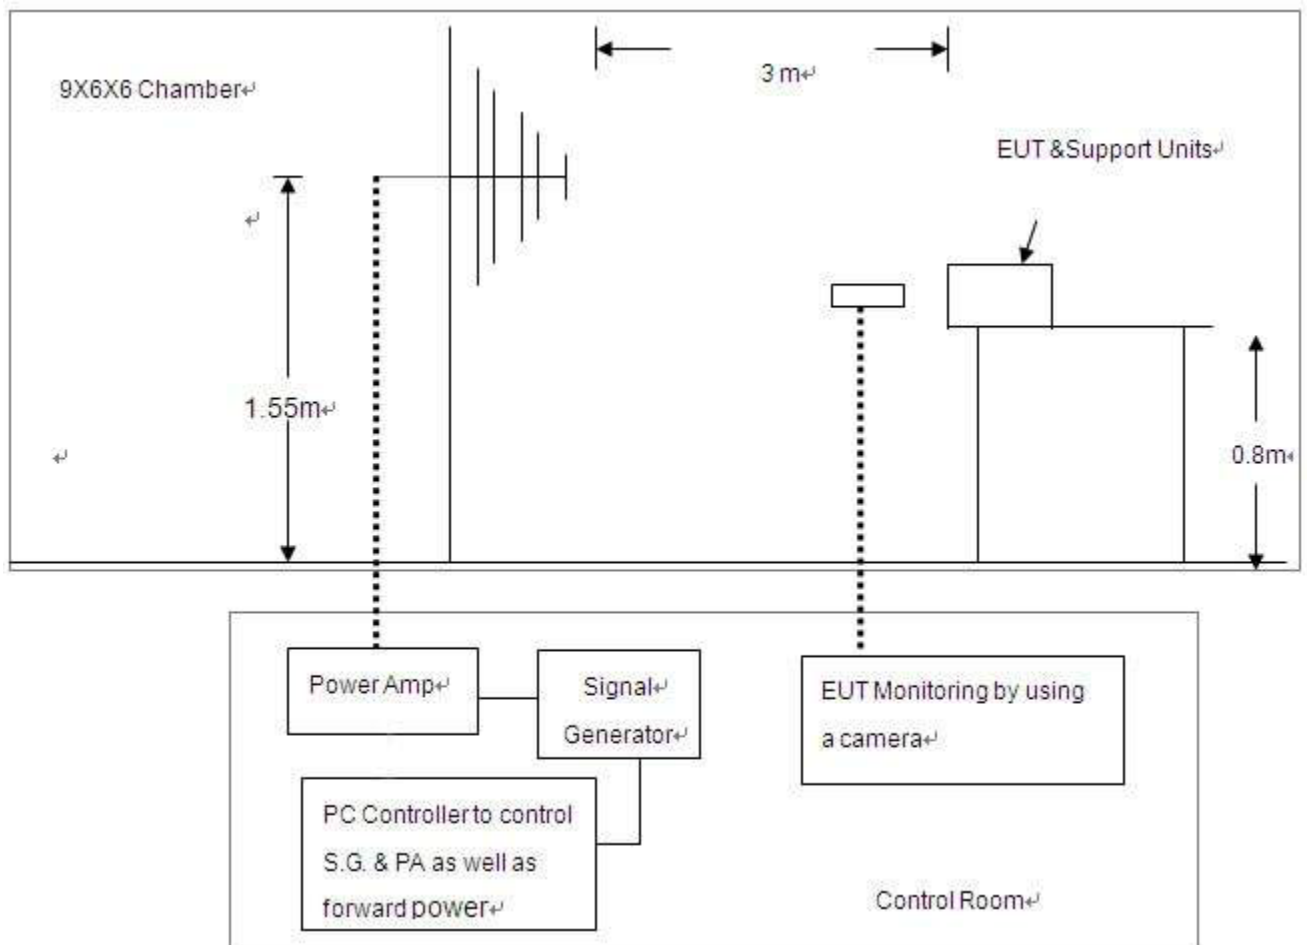 3 m
9X6X6 Chamber
EUT &Support Units
1.55m
0.8m
Power Amp
Signal
Generator
EUT Monitoring by using
a camera
PC Controller to control
S.G. & PA as well as
forward power
Control Room